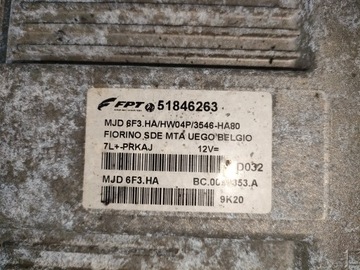 FPT 51846263
MJD 6F3.HA/HW04P/3546-HA80
FIORINO SDE MTA UEGO BELGIO
7L+-PRKAJ 12V=
D032
MJD 6F3.HA
9K20